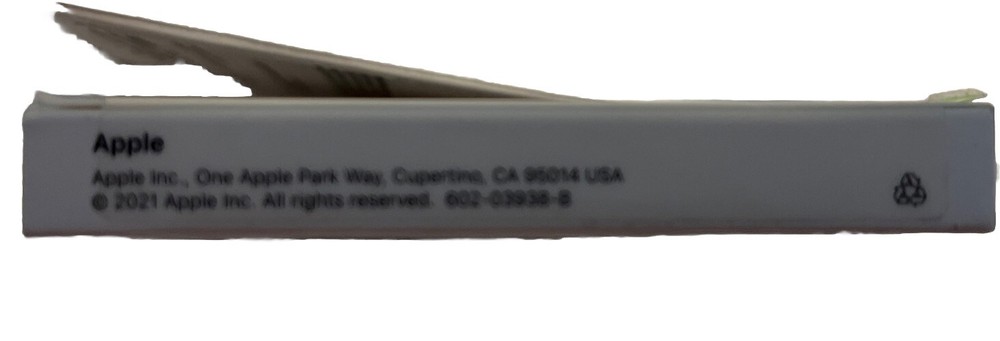 Apple
Apple Inc., One Apple Park Way, Cupertino, CA 95014 USA
© 2021 Apple Inc. All rights reserved. 602-03938-B